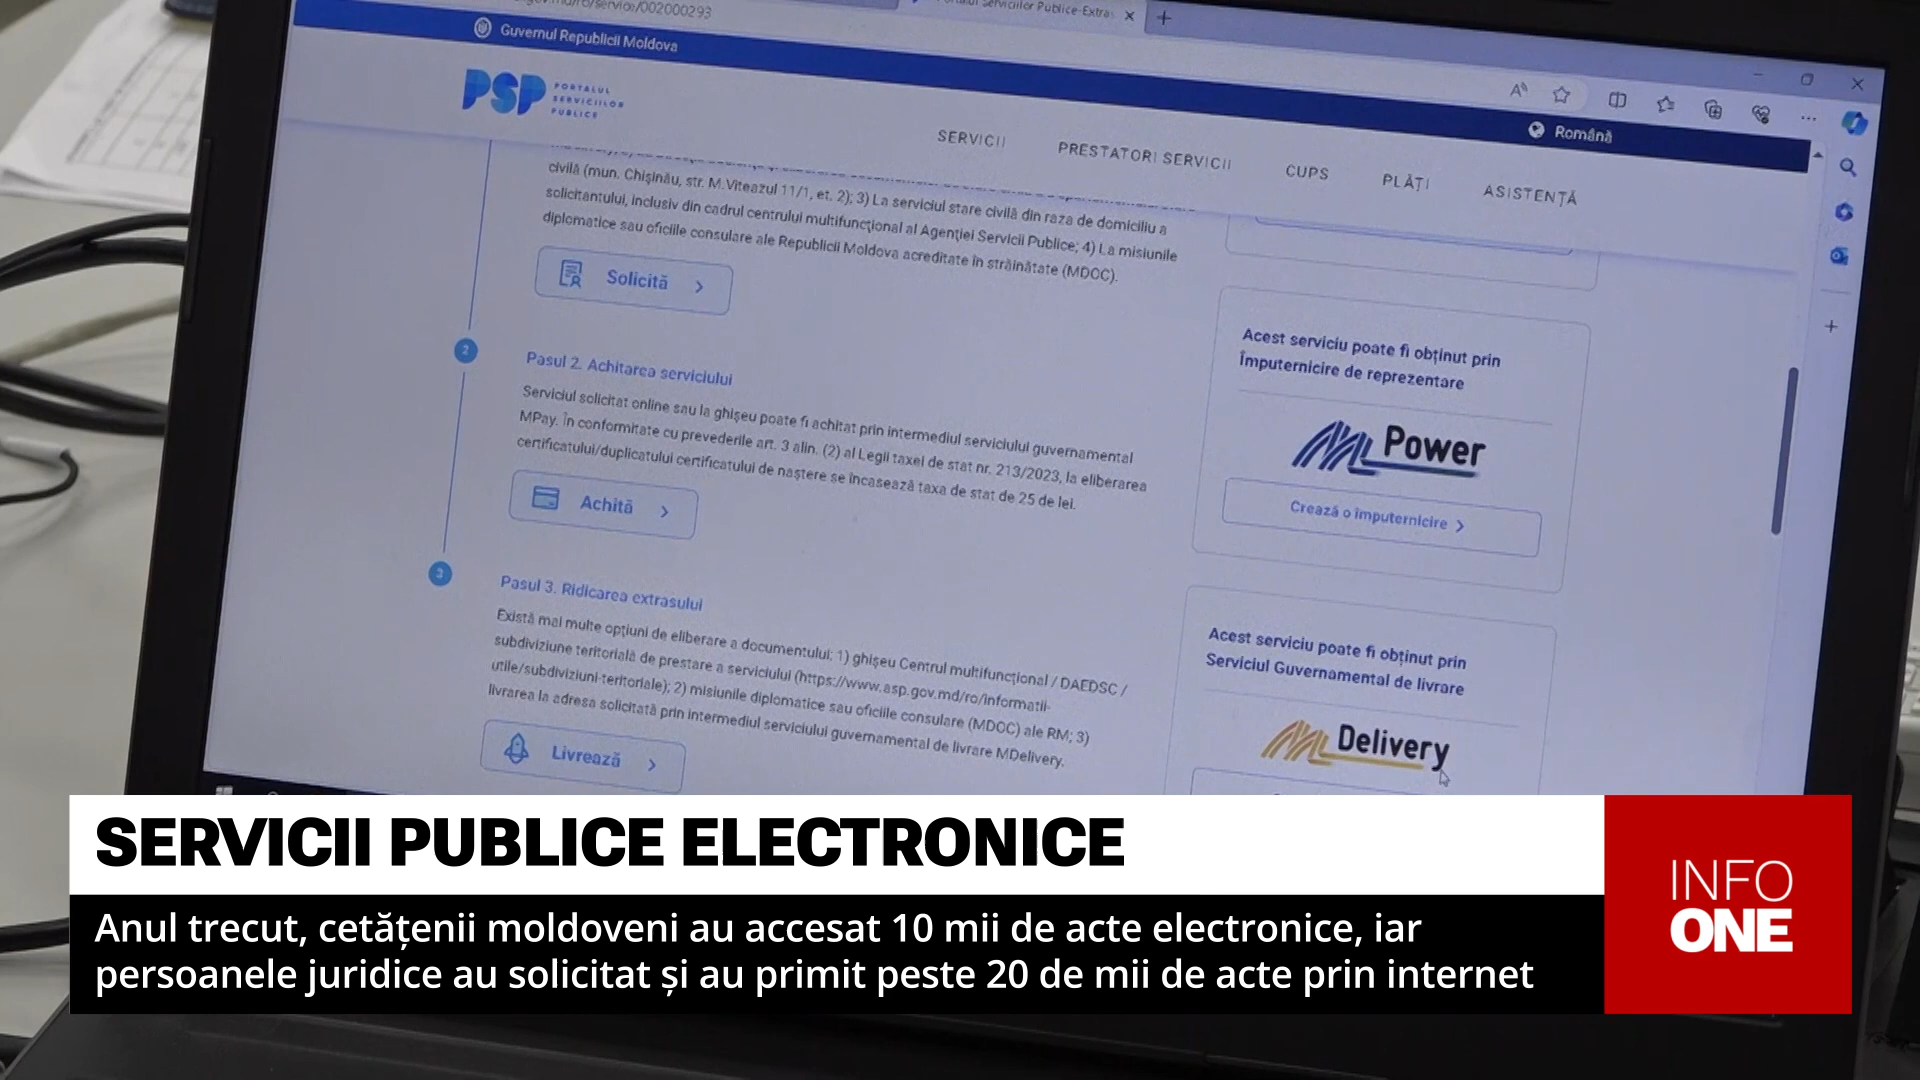 /servicii/002000293
Portalul Serviciilor Publice-Extra
Guvernul Republicii Moldova
Română
PSP PORTALUL
SERVICIILOR
PUBLICE
SERVICII PRESTATORI SERVICII CUPS PLĂȚI ASISTENȚĂ
civilă (mun. Chișinău, str. M.Viteazul 11/1, et. 2); 3) La serviciul stare civilă din raza de domiciliu a
solicitantului, inclusiv din cadrul centrului multifuncțional al Agenției Servicii Publice; 4) La misiunile
diplomatice sau oficiile consulare ale Republicii Moldova acreditate în străinătate (MDOC).
Solicită
2
Pasul 2. Achitarea serviciului
Serviciul solicitat online sau la ghișeu poate fi achitat prin intermediul serviciului guvernamental
MPay. În conformitate cu prevederile art. 3 alin. (2) al Legii taxei de stat nr. 213/2023, la eliberarea
certificatului/duplicatului certificatului de naștere se încasează taxa de stat de 25 de lei.
Achită
3
Pasul 3. Ridicarea extrasului
Există mai multe opțiuni de eliberare a documentului: 1) ghișeu Centrul multifuncțional / DAEDSC /
subdiviziune teritorială de prestare a serviciului (https://www.asp.gov.md/ro/informatii-
utile/subdiviziuni-teritoriale); 2) misiunile diplomatice sau oficiile consulare (MDOC) ale RM; 3)
livrarea la adresa solicitată prin intermediul serviciului guvernamental de livrare MDelivery.
Livrează
Acest serviciu poate fi obținut prin
Împuternicire de reprezentare
M Power
Crează o împuternicire
Acest serviciu poate fi obținut prin
Serviciul Guvernamental de livrare
M Delivery
SERVICII PUBLICE ELECTRONICE
Anul trecut, cetățenii moldoveni au accesat 10 mii de acte electronice, iar
persoanele juridice au solicitat și au primit peste 20 de mii de acte prin internet
INFO
ONE